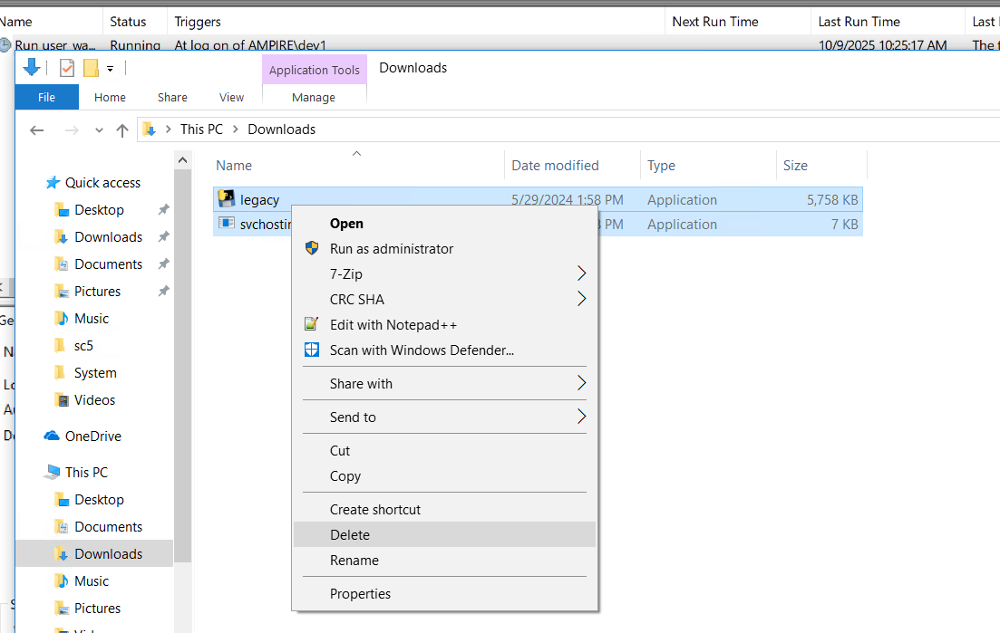 Name Status Triggers Next Run Time Last Run Time Last
Run user_wa... Running At log on of AMPIRE\dev1 10/9/2025 10:25:17 AM The
Application Tools Downloads
File Home Share View Manage
This PC Downloads
Name Date modified Type Size
Quick access
legacy 5/29/2024 1:58 PM Application 5,758 KB
Desktop
svchostin PM Application 7 KB
Downloads
Documents
Pictures
Music
sc5
System
Videos
OneDrive
This PC
Desktop
Documents
Downloads
Music
Pictures
Open
Run as administrator
7-Zip
CRC SHA
Edit with Notepad++
Scan with Windows Defender...
Share with
Send to
Cut
Copy
Create shortcut
Delete
Rename
Properties